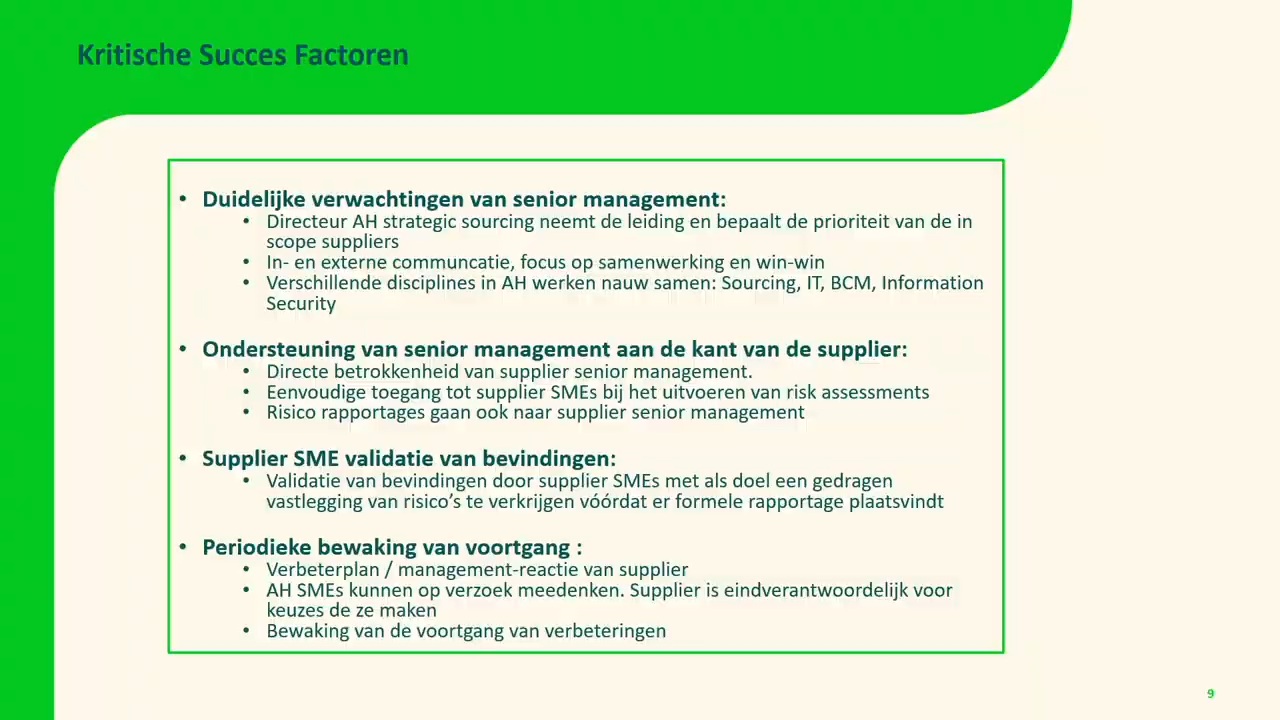 Kritische Succes Factoren
• Duidelijke verwachtingen van senior management:
• Directeur AH strategic sourcing neemt de leiding en bepaalt de prioriteit van de in
scope suppliers
• In- en externe communcatie, focus op samenwerking en win-win
• Verschillende disciplines in AH werken nauw samen: Sourcing, IT, BCM, Information
Security
• Ondersteuning van senior management aan de kant van de supplier:
• Directe betrokkenheid van supplier senior management.
• Eenvoudige toegang tot supplier SMEs bij het uitvoeren van risk assessments
• Risico rapportages gaan ook naar supplier senior management
• Supplier SME validatie van bevindingen:
• Validatie van bevindingen door supplier SMEs met als doel een gedragen
vastlegging van risico’s te verkrijgen vóórdat er formele rapportage plaatsvindt
• Periodieke bewaking van voortgang :
• Verbeterplan / management-reactie van supplier
• AH SMEs kunnen op verzoek meedenken. Supplier is eindverantwoordelijk voor
keuzes de ze maken
• Bewaking van de voortgang van verbeteringen
9